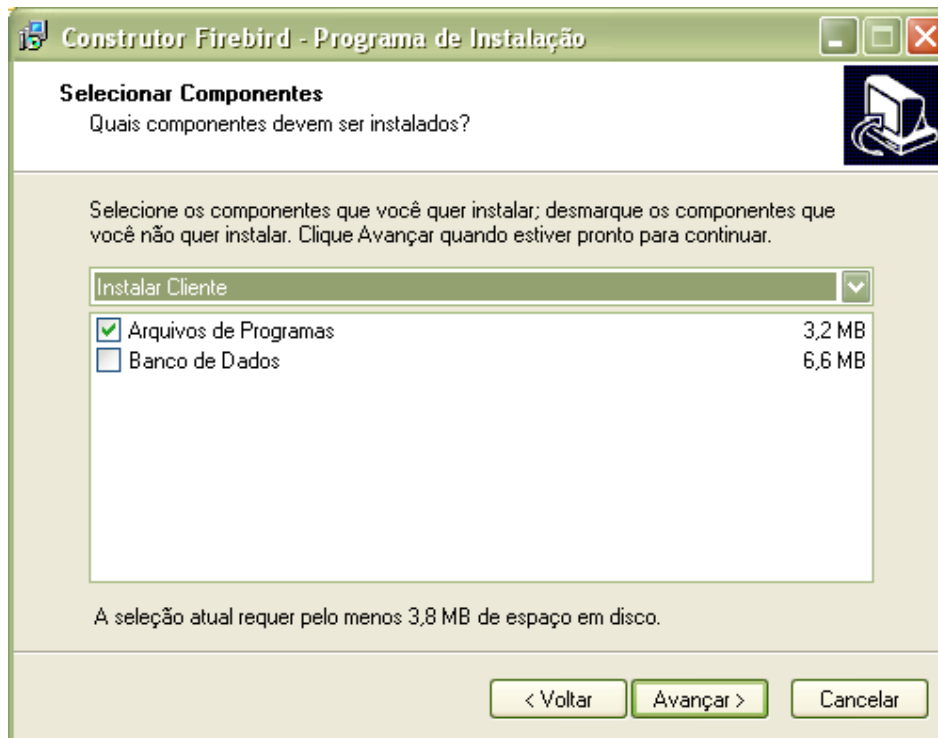 Construtor Firebird - Programa de Instalação
Selecionar Componentes
Quais componentes devem ser instalados?
Selecione os componentes que você quer instalar; desmarque os componentes que
você não quer instalar. Clique Avançar quando estiver pronto para continuar.
Instalar Cliente
Arquivos de Programas 3,2 MB
Banco de Dados 6,6 MB
A seleção atual requer pelo menos 3,8 MB de espaço em disco.
< Voltar Avançar > Cancelar